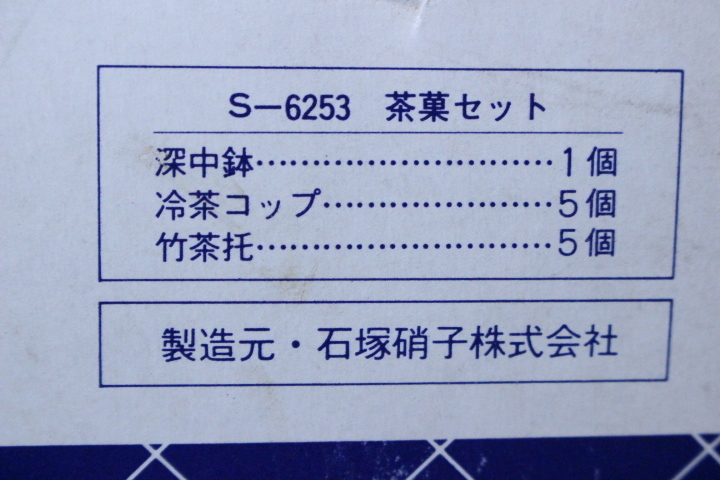 S－6253　茶菓セット
深中鉢……………………………1個
冷茶コップ……………………5個
竹茶托……………………………5個
製造元・石塚硝子株式会社